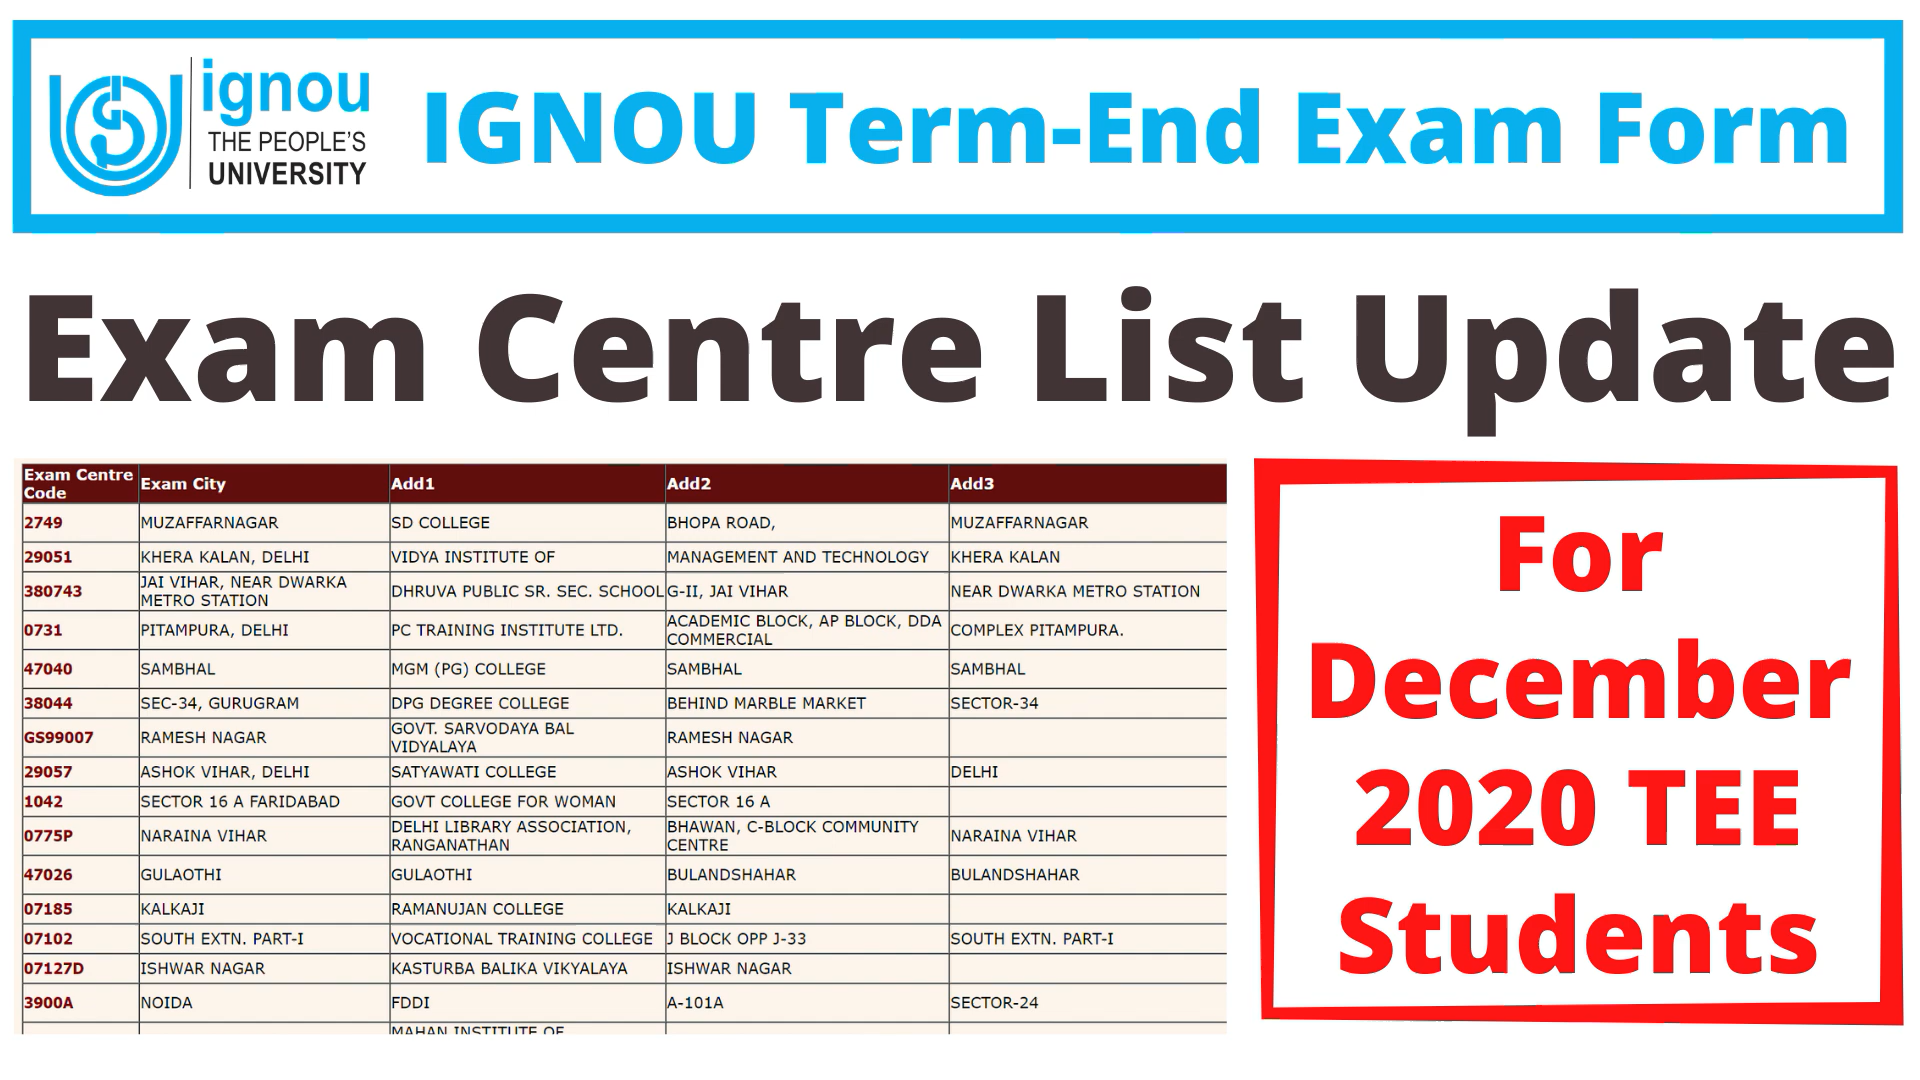 ignou
THE PEOPLE'S
UNIVERSITY
IGNOU Term-End Exam Form
Exam Centre List Update
Exam Centre Code Exam City Add1 Add2 Add3
2749 MUZAFFARNAGAR SD COLLEGE BHOPA ROAD, MUZAFFARNAGAR
29051 KHERA KALAN, DELHI VIDYA INSTITUTE OF MANAGEMENT AND TECHNOLOGY KHERA KALAN
380743 JAI VIHAR, NEAR DWARKA METRO STATION DHRUVA PUBLIC SR. SEC. SCHOOL G-II, JAI VIHAR NEAR DWARKA METRO STATION
0731 PITAMPURA, DELHI PC TRAINING INSTITUTE LTD. ACADEMIC BLOCK, AP BLOCK, DDA COMMERCIAL COMPLEX PITAMPURA.
47040 SAMBHAL MGM (PG) COLLEGE SAMBHAL SAMBHAL
38044 SEC-34, GURUGRAM DPG DEGREE COLLEGE BEHIND MARBLE MARKET SECTOR-34
GS99007 RAMESH NAGAR GOVT. SARVODAYA BAL VIDYALAYA RAMESH NAGAR
29057 ASHOK VIHAR, DELHI SATYAWATI COLLEGE ASHOK VIHAR DELHI
1042 SECTOR 16 A FARIDABAD GOVT COLLEGE FOR WOMAN SECTOR 16 A
0775P NARAINA VIHAR DELHI LIBRARY ASSOCIATION, RANGANATHAN BHAWAN, C-BLOCK COMMUNITY CENTRE NARAINA VIHAR
47026 GULAOTHI GULAOTHI BULANDSHAHAR BULANDSHAHAR
07185 KALKAJI RAMANUJAN COLLEGE KALKAJI
07102 SOUTH EXTN. PART-I VOCATIONAL TRAINING COLLEGE J BLOCK OPP J-33 SOUTH EXTN. PART-I
07127D ISHWAR NAGAR KASTURBA BALIKA VIKYALAYA ISHWAR NAGAR
3900A NOIDA FDDI A-101A SECTOR-24
MAHAN INSTITUTE OF
For
December
2020 TEE
Students